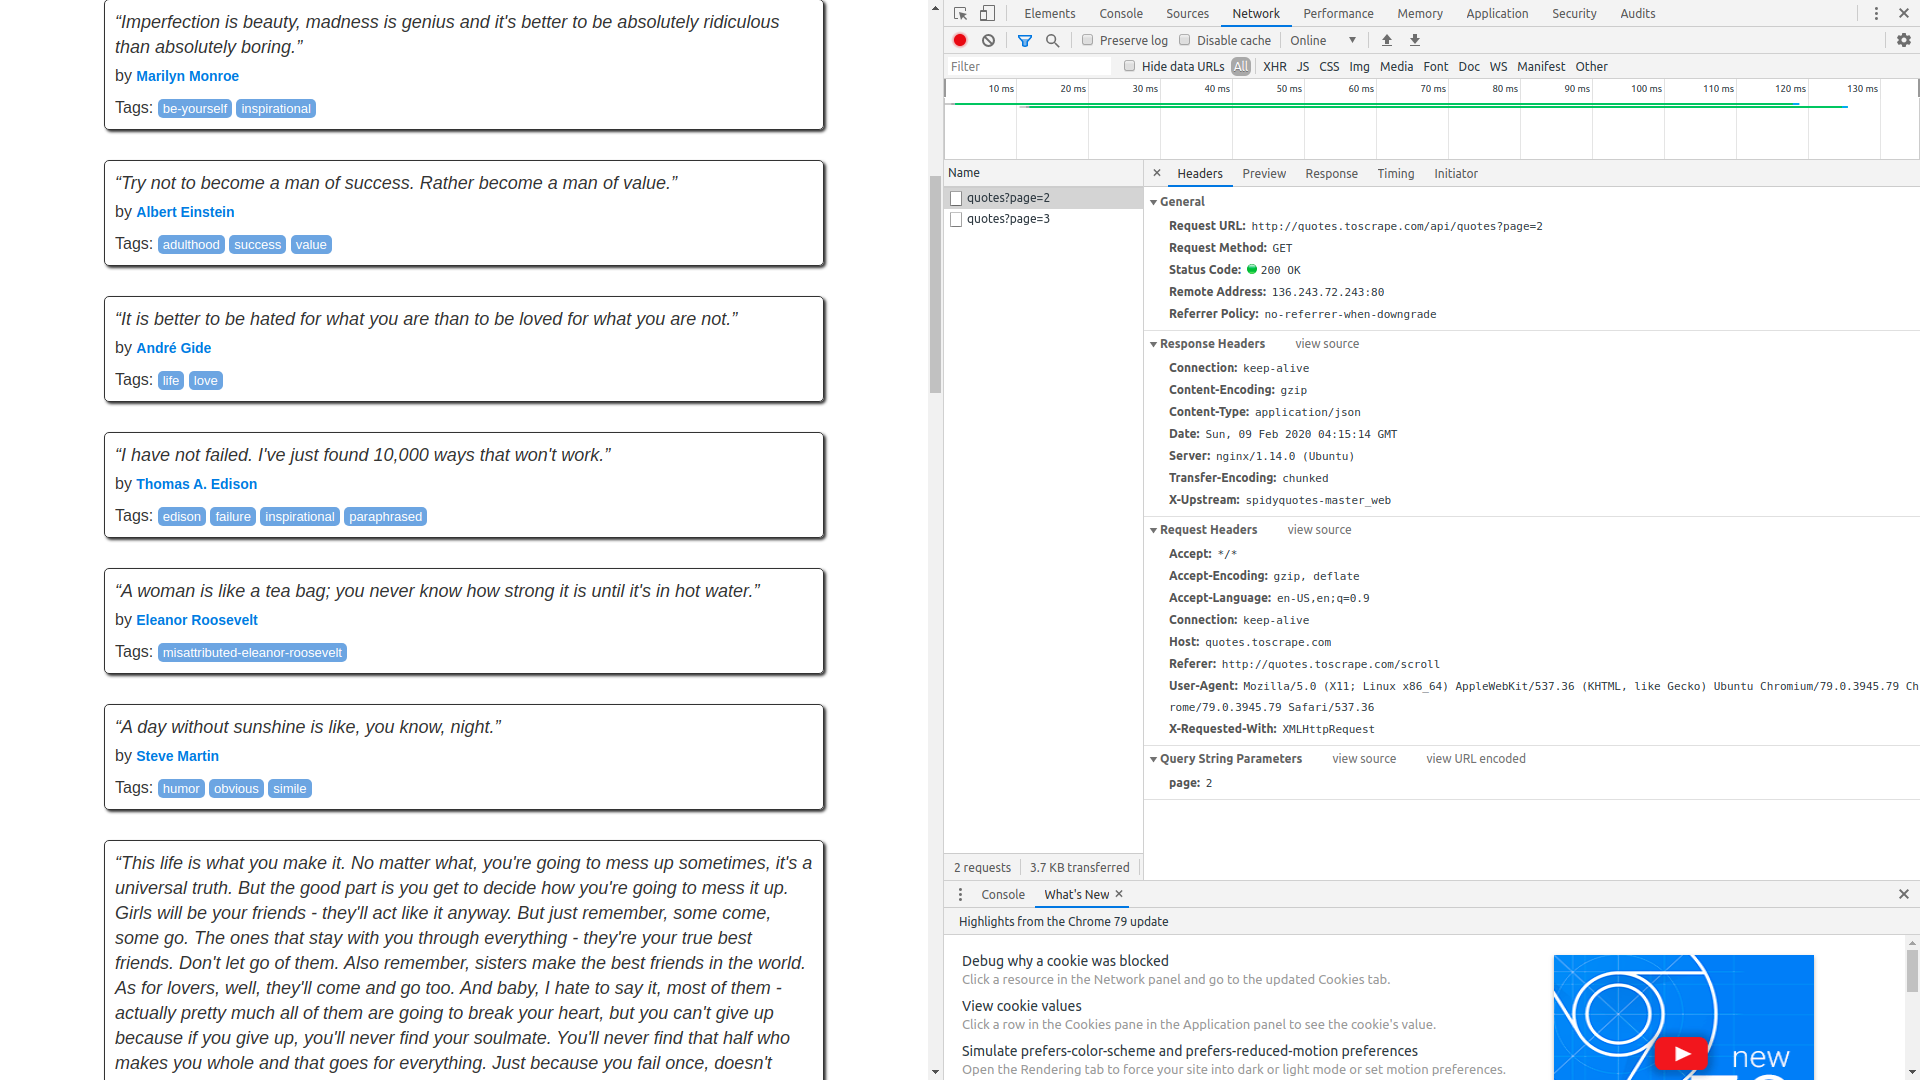 “Imperfection is beauty, madness is genius and it's better to be absolutely ridiculous
than absolutely boring.”
by Marilyn Monroe
Tags: be-yourself inspirational
“Try not to become a man of success. Rather become a man of value.”
by Albert Einstein
Tags: adulthood success value
“It is better to be hated for what you are than to be loved for what you are not.”
by André Gide
Tags: life love
“I have not failed. I've just found 10,000 ways that won't work.”
by Thomas A. Edison
Tags: edison failure inspirational paraphrased
“A woman is like a tea bag; you never know how strong it is until it's in hot water.”
by Eleanor Roosevelt
Tags: misattributed-eleanor-roosevelt
“A day without sunshine is like, you know, night.”
by Steve Martin
Tags: humor obvious simile
“This life is what you make it. No matter what, you're going to mess up sometimes, it's a
universal truth. But the good part is you get to decide how you're going to mess it up.
Girls will be your friends - they'll act like it anyway. But just remember, some come,
some go. The ones that stay with you through everything - they're your true best
friends. Don't let go of them. Also remember, sisters make the best friends in the world.
As for lovers, well, they'll come and go too. And baby, I hate to say it, most of them -
actually pretty much all of them are going to break your heart, but you can't give up
because if you give up, you'll never find your soulmate. You'll never find that half who
makes you whole and that goes for everything. Just because you fail once, doesn't
Elements Console Sources Network Performance Memory Application Security Audits
Preserve log Disable cache Online
Filter Hide data URLs All XHR JS CSS Img Media Font Doc WS Manifest Other
10 ms 20 ms 30 ms 40 ms 50 ms 60 ms 70 ms 80 ms 90 ms 100 ms 110 ms 120 ms 130 ms
Name
quotes?page=2
quotes?page=3
2 requests 3.7 KB transferred
Headers Preview Response Timing Initiator
General
Request URL: http://quotes.toscrape.com/api/quotes?page=2
Request Method: GET
Status Code: 200 OK
Remote Address: 136.243.72.243:80
Referrer Policy: no-referrer-when-downgrade
Response Headers view source
Connection: keep-alive
Content-Encoding: gzip
Content-Type: application/json
Date: Sun, 09 Feb 2020 04:15:14 GMT
Server: nginx/1.14.0 (Ubuntu)
Transfer-Encoding: chunked
X-Upstream: spidyquotes-master_web
Request Headers view source
Accept: */*
Accept-Encoding: gzip, deflate
Accept-Language: en-US,en;q=0.9
Connection: keep-alive
Host: quotes.toscrape.com
Referer: http://quotes.toscrape.com/scroll
User-Agent: Mozilla/5.0 (X11; Linux x86_64) AppleWebKit/537.36 (KHTML, like Gecko) Ubuntu Chromium/79.0.3945.79 Ch
rome/79.0.3945.79 Safari/537.36
X-Requested-With: XMLHttpRequest
Query String Parameters view source view URL encoded
page: 2
Console What's New
Highlights from the Chrome 79 update
Debug why a cookie was blocked
Click a resource in the Network panel and go to the updated Cookies tab.
View cookie values
Click a row in the Cookies pane in the Application panel to see the cookie's value.
Simulate prefers-color-scheme and prefers-reduced-motion preferences
Open the Rendering tab to force your site into dark or light mode or set motion preferences.
new